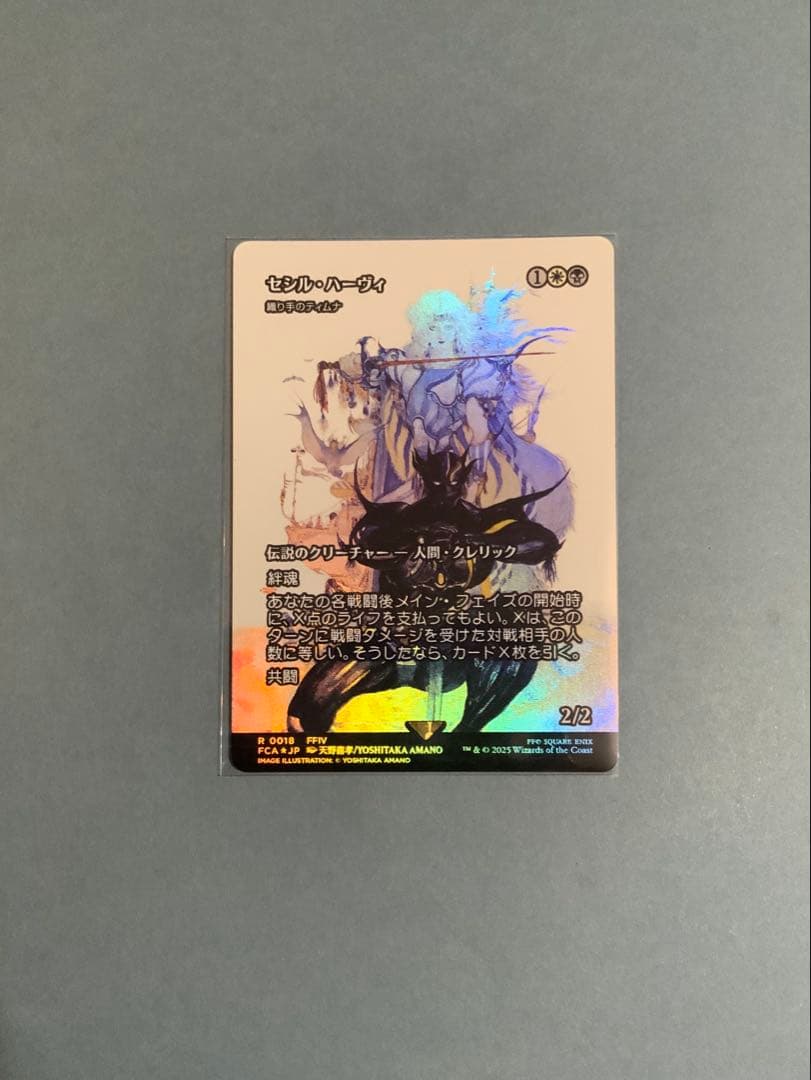 セシル・ハーヴィ
1
織り手のティムナ
伝説のクリーチャー — 人間・クレリック
絆魂
あなたの各戦闘後メイン・フェイズの開始時
に、X点のライフを支払ってもよい。Xは、この
ターンに戦闘ダメージを受けた対戦相手の人
数に等しい。そうしたなら、カードX枚を引く。
共闘
2/2
R 0018 FFIV
FCA★JP 天野喜孝/YOSHITAKA AMANO
IMAGE ILLUSTRATION: © YOSHITAKA AMANO
FF© SQUARE ENIX
™ & © 2025 Wizards of the Coast